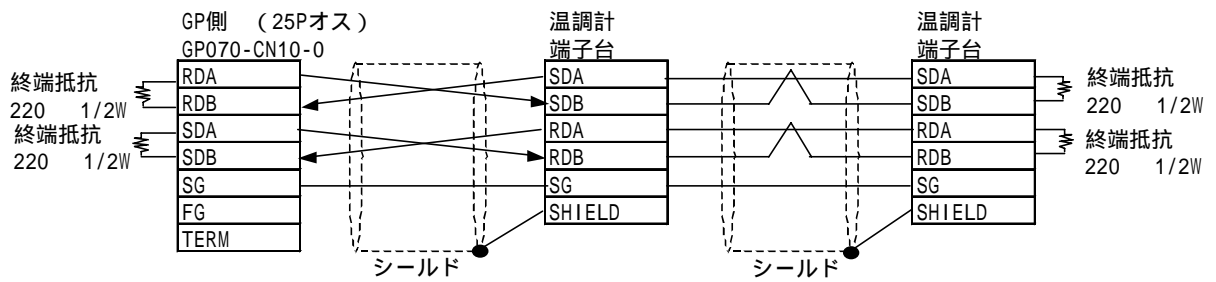 GP側 （25Pオス）
GP070-CN10-0
RDA
RDB
SDA
SDB
SG
FG
TERM
終端抵抗
220 1/2W
終端抵抗
220 1/2W
シールド
温調計
端子台
SDA
SDB
RDA
RDB
SG
SHIELD
シールド
温調計
端子台
SDA
SDB
RDA
RDB
SG
SHIELD
終端抵抗
220 1/2W
終端抵抗
220 1/2W